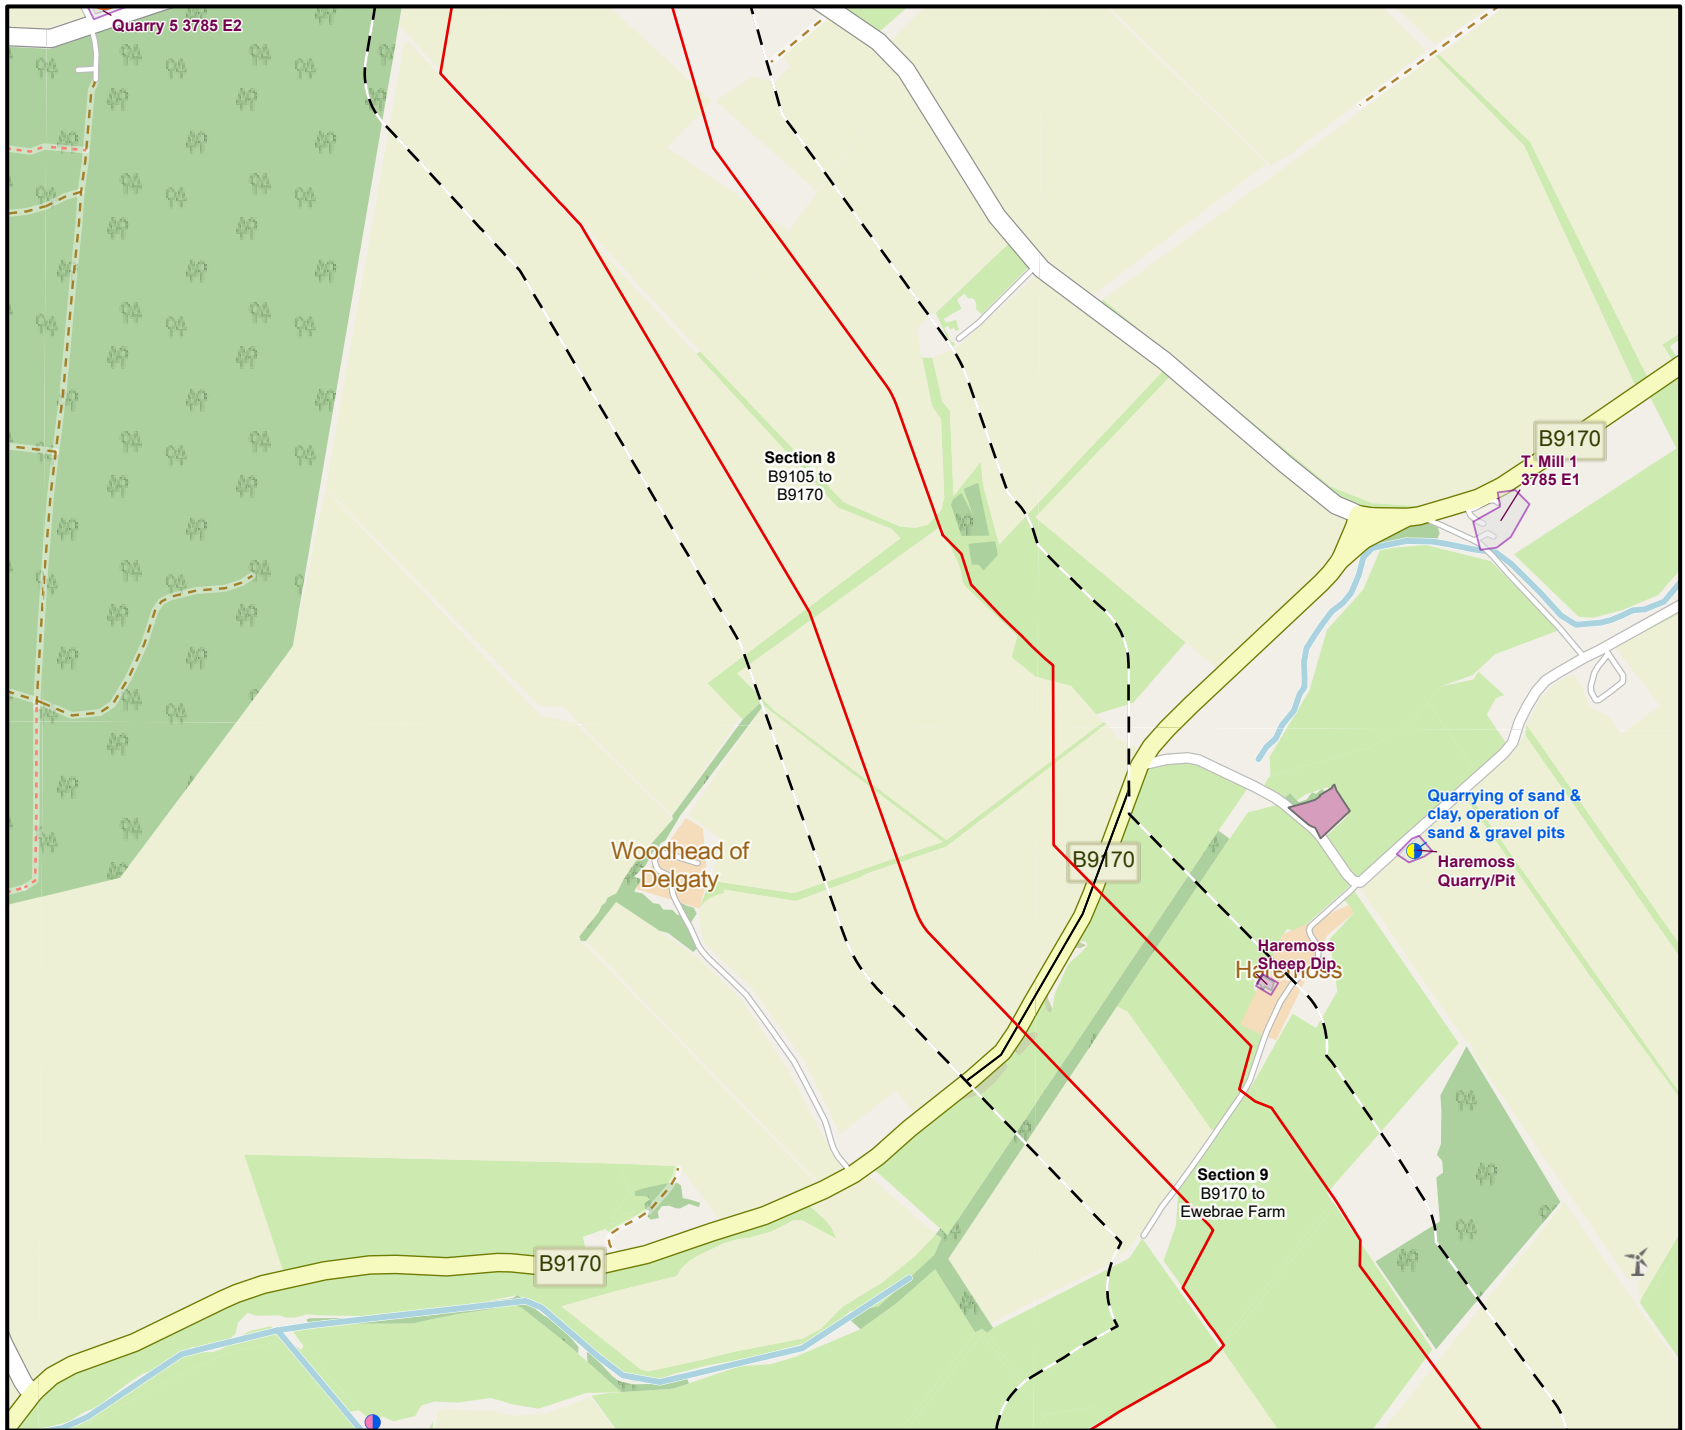 Quarry 5 3785 E2
B9170
T. Mill 1
3785 E1
Section 8
B9105 to
B9170
Quarrying of sand &
clay, operation of
sand & gravel pits
Woodhead of
Delgaty
B9170
Haremoss
Quarry/Pit
Haremoss
Sheep Dip
Haremoss
Section 9
B9170 to
Ewebrae Farm
B9170